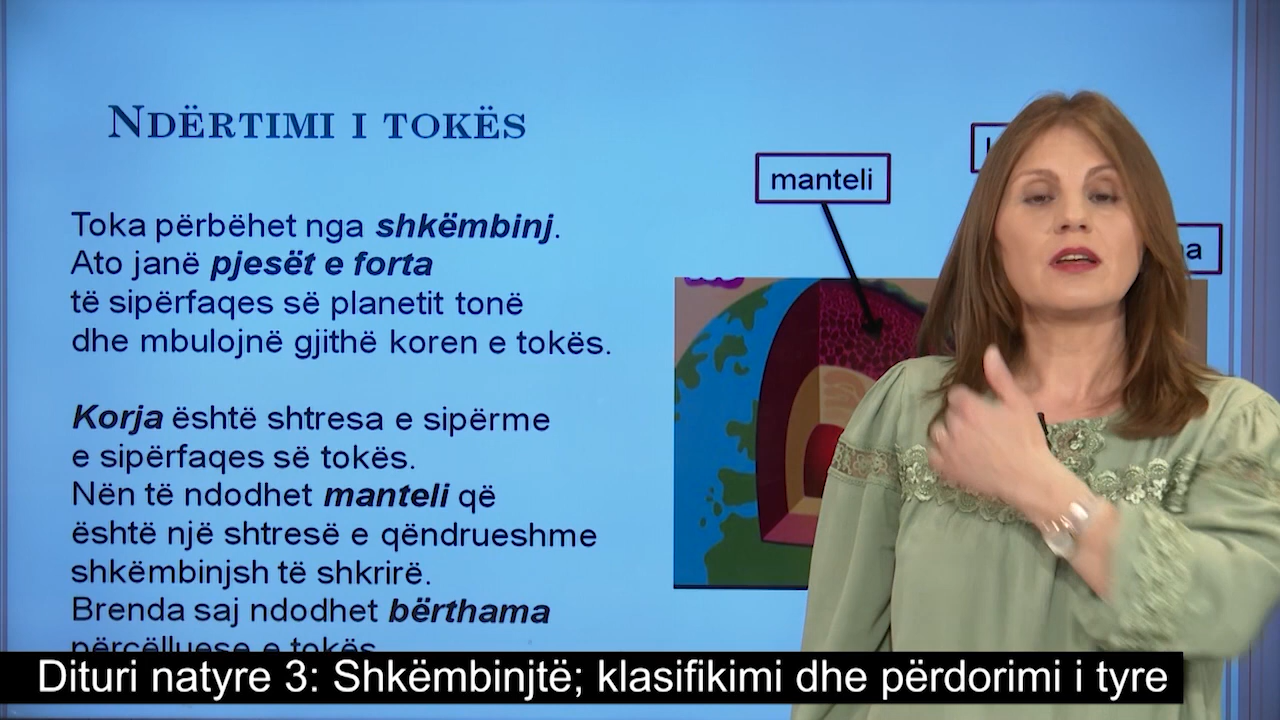 NDËRTIMI I TOKËS
manteli
Toka përbëhet nga shkëmbinj.
Ato janë pjesët e forta
të sipërfaqes së planetit tonë
dhe mbulojnë gjithë koren e tokës.
Korja është shtresa e sipërme
e sipërfaqes së tokës.
Nën të ndodhet manteli që
është një shtresë e qëndrueshme
shkëmbinjsh të shkrirë.
Brenda saj ndodhet bërthama
përcëlluese e tokës
Dituri natyre 3: Shkëmbinjtë; klasifikimi dhe përdorimi i tyre